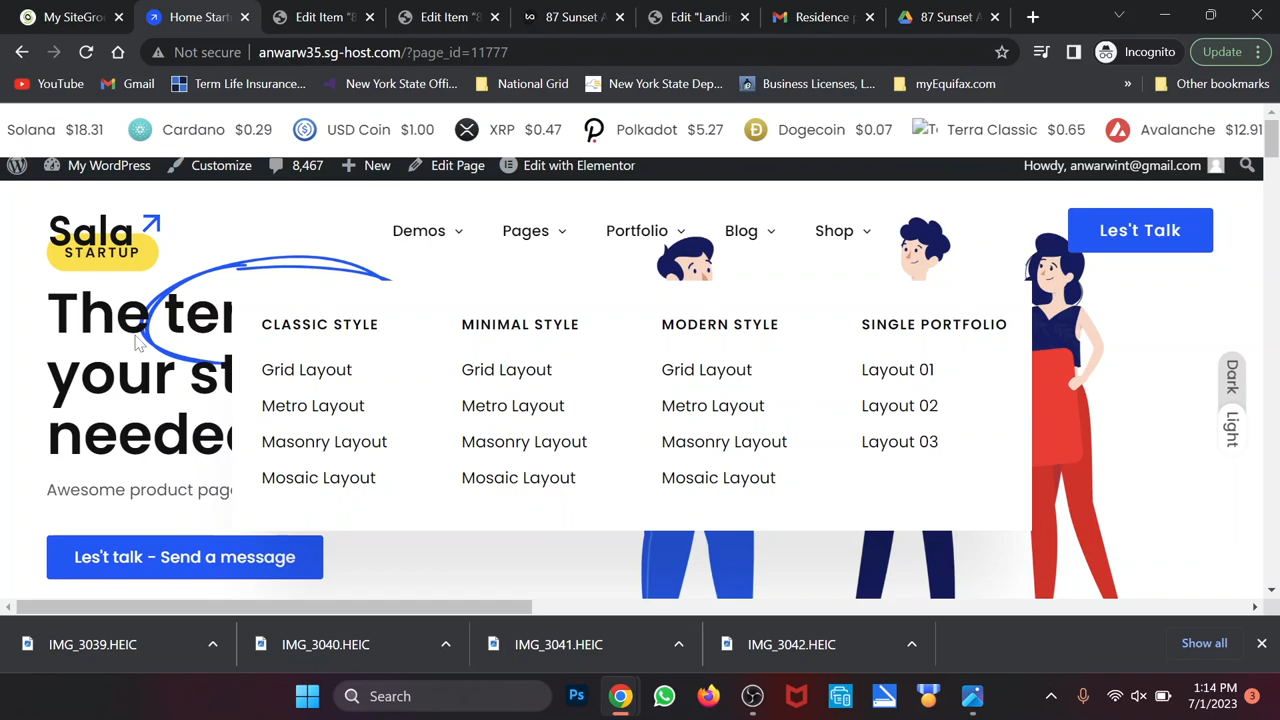 My SiteGro
Home Start
Edit Item "8
Edit Item "8
87 Sunset A
Edit "Landi
Residence p
87 Sunset A
Not secure
anwarw35.sg-host.com/?page_id=11777
Incognito
Update
YouTube
Gmail
Term Life Insurance...
New York State Offi...
National Grid
New York State Dep...
Business Licenses, L...
myEquifax.com
»
Other bookmarks
Solana $18.31
Cardano $0.29
USD Coin $1.00
XRP $0.47
Polkadot $5.27
Dogecoin $0.07
Terra Classic $0.65
Avalanche $12.91
My WordPress
Customize
8,467
New
Edit Page
Edit with Elementor
Howdy, anwarwint@gmail.com
Sala
STARTUP
Demos
Pages
Portfolio
Blog
Shop
Les't Talk
The ter
your st
needed
Awesome product page
Les't talk - Send a message
CLASSIC STYLE
Grid Layout
Metro Layout
Masonry Layout
Mosaic Layout
MINIMAL STYLE
Grid Layout
Metro Layout
Masonry Layout
Mosaic Layout
MODERN STYLE
Grid Layout
Metro Layout
Masonry Layout
Mosaic Layout
SINGLE PORTFOLIO
Layout 01
Layout 02
Layout 03
Dark
Light
IMG_3039.HEIC
IMG_3040.HEIC
IMG_3041.HEIC
IMG_3042.HEIC
Show all
Ps
Search
1:14 PM
7/1/2023
3